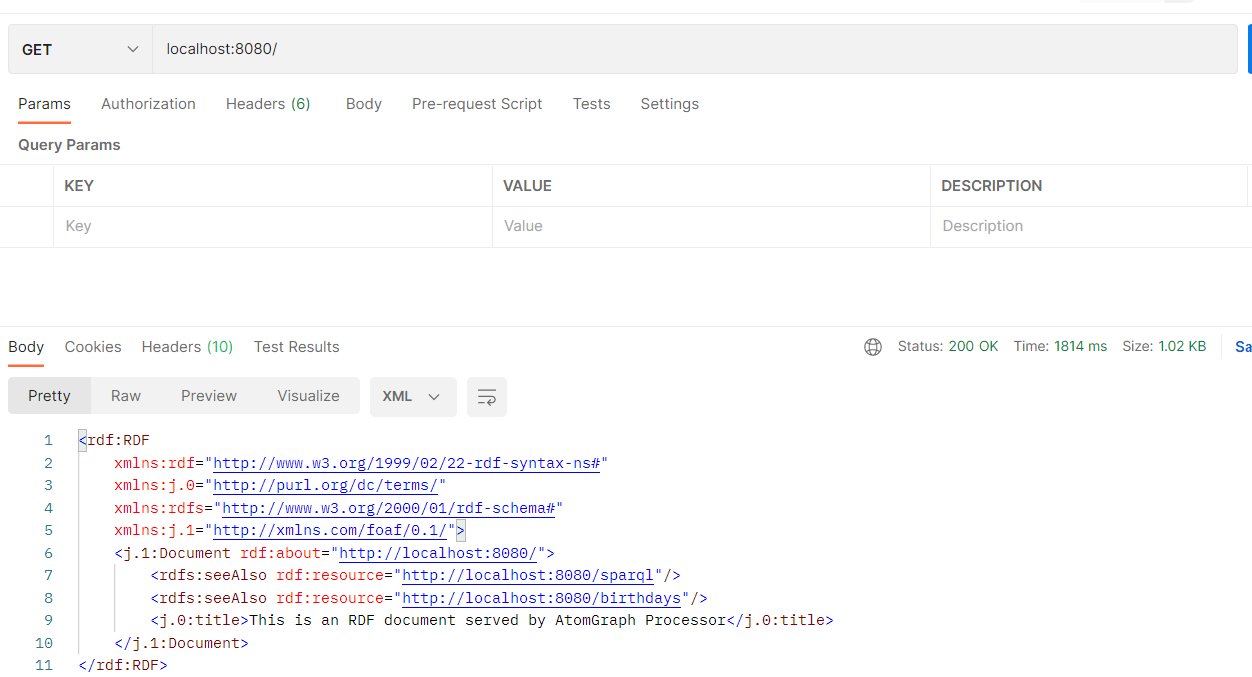 GET localhost:8080/
Params Authorization Headers (6) Body Pre-request Script Tests Settings
Query Params
KEY VALUE DESCRIPTION
Key Value Description
Body Cookies Headers (10) Test Results Status: 200 OK Time: 1814 ms Size: 1.02 KB Sa
Pretty Raw Preview Visualize XML
1 <rdf:RDF
2 xmlns:rdf="http://www.w3.org/1999/02/22-rdf-syntax-ns#"
3 xmlns:j.0="http://purl.org/dc/terms/"
4 xmlns:rdfs="http://www.w3.org/2000/01/rdf-schema#"
5 xmlns:j.1="http://xmlns.com/foaf/0.1/">
6 <j.1:Document rdf:about="http://localhost:8080/">
7 <rdfs:seeAlso rdf:resource="http://localhost:8080/sparql"/>
8 <rdfs:seeAlso rdf:resource="http://localhost:8080/birthdays"/>
9 <j.0:title>This is an RDF document served by AtomGraph Processor</j.0:title>
10 </j.1:Document>
11 </rdf:RDF>